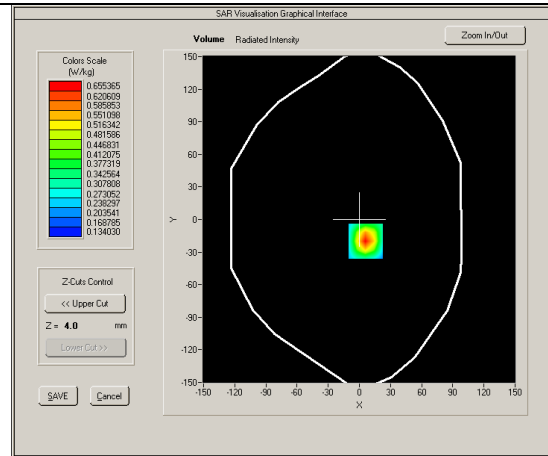 SAR Visualisation Graphical Interface
Volume Radiated Intensity
Zoom In/Out
Colors Scale
(W/kg)
0.655365
0.620609
0.585853
0.551098
0.516342
0.481586
0.446831
0.412075
0.377319
0.342564
0.307808
0.273052
0.238297
0.203541
0.168785
0.134030
Z-Cuts Control
<< Upper Cut
Z = 4.0 mm
Lower Cut >>
SAVE Cancel
150
120
90
60
30
0
-30
-60
-90
-120
-150
Y
-150 -120 -90 -60 -30 0 30 60 90 120 150
X